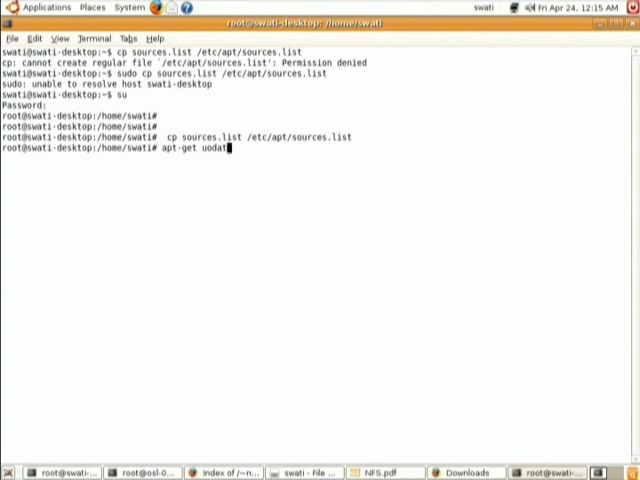 Applications Places System swati Fri Apr 24, 12:15 AM
root@swati-desktop: /home/swati
File Edit View Terminal Tabs Help
swati@swati-desktop:~$ cp sources.list /etc/apt/sources.list
cp: cannot create regular file `/etc/apt/sources.list': Permission denied
swati@swati-desktop:~$ sudo cp sources.list /etc/apt/sources.list
sudo: unable to resolve host swati-desktop
swati@swati-desktop:~$ su
Password:
root@swati-desktop:/home/swati#
root@swati-desktop:/home/swati#
root@swati-desktop:/home/swati#  cp sources.list /etc/apt/sources.list
root@swati-desktop:/home/swati# apt-get uodat
root@swati-... root@osl-0... Index of /~n... swati - File ... NFS.pdf Downloads root@swati-...